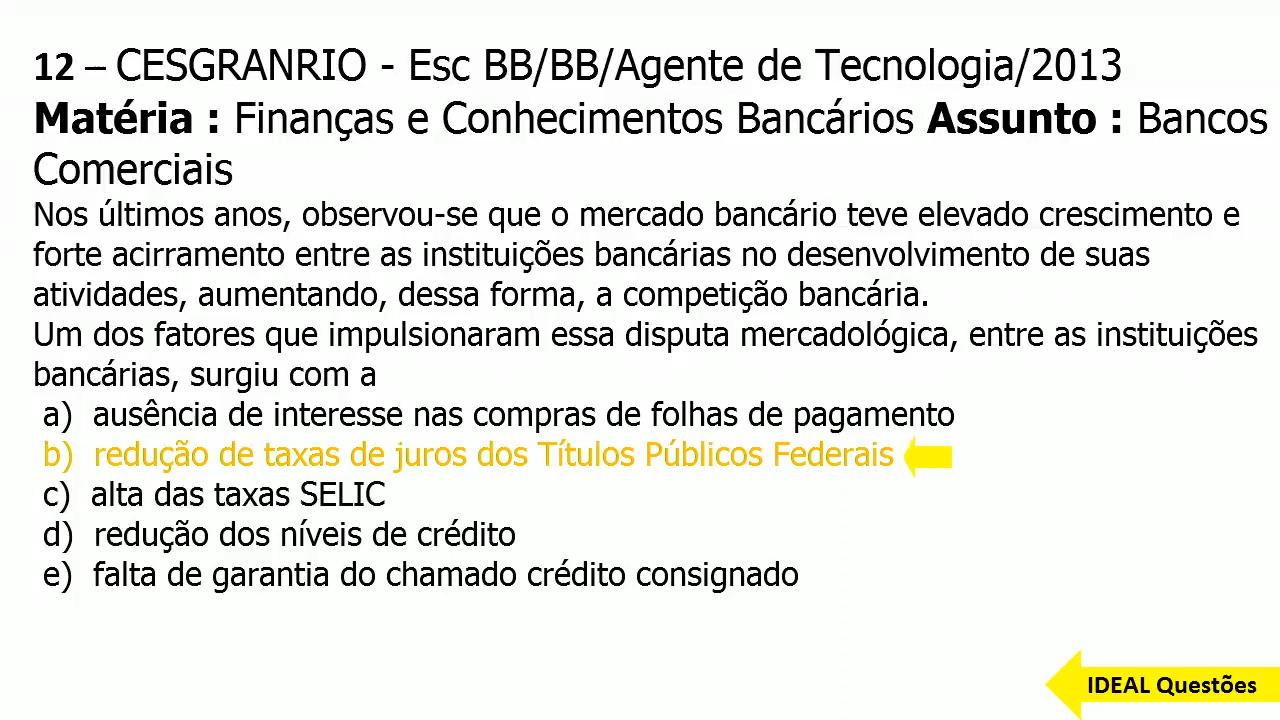 12 – CESGRANRIO - Esc BB/BB/Agente de Tecnologia/2013
Matéria : Finanças e Conhecimentos Bancários Assunto : Bancos
Comerciais
Nos últimos anos, observou-se que o mercado bancário teve elevado crescimento e
forte acirramento entre as instituições bancárias no desenvolvimento de suas
atividades, aumentando, dessa forma, a competição bancária.
Um dos fatores que impulsionaram essa disputa mercadológica, entre as instituições
bancárias, surgiu com a
a) ausência de interesse nas compras de folhas de pagamento
b) redução de taxas de juros dos Títulos Públicos Federais
c) alta das taxas SELIC
d) redução dos níveis de crédito
e) falta de garantia do chamado crédito consignado
IDEAL Questões